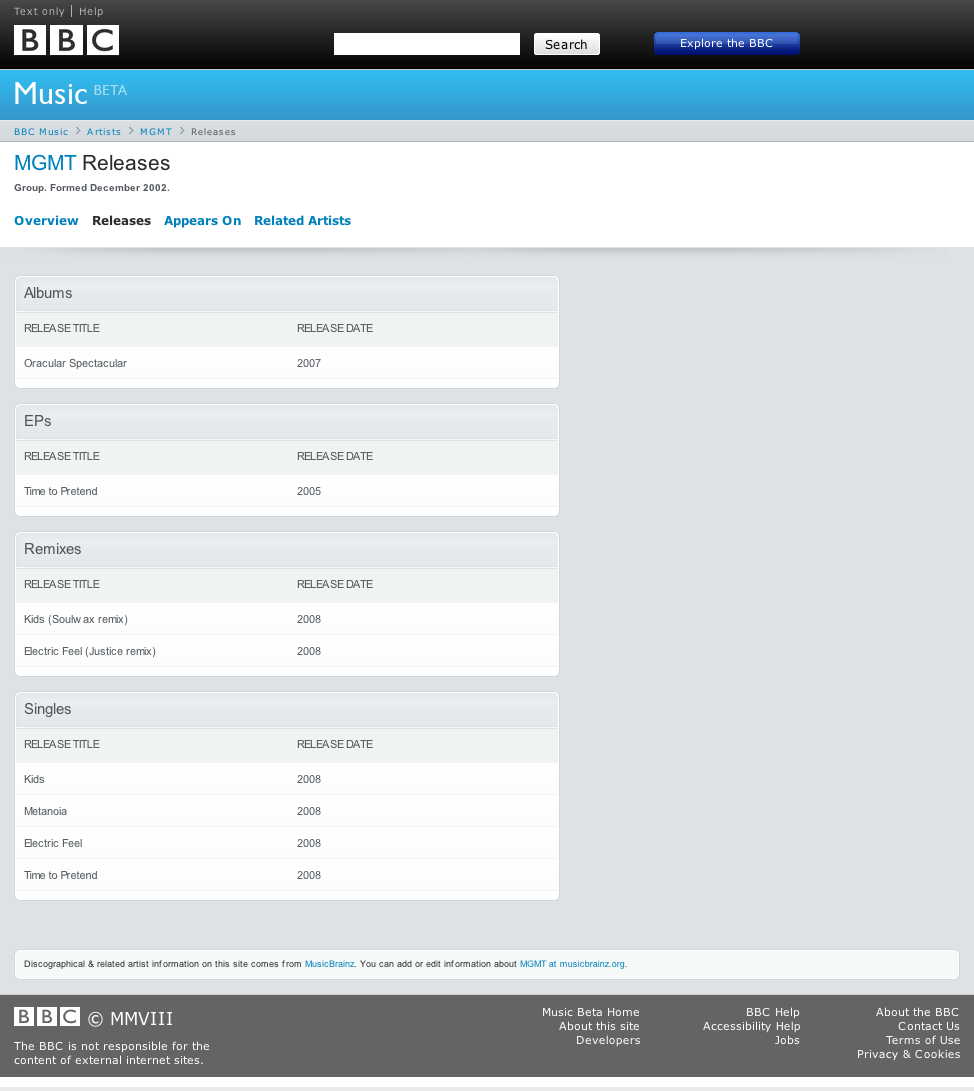 Text only | Help
BBC
Search
Explore the BBC
Music BETA
BBC Music > Artists > MGMT > Releases
MGMT Releases
Group. Formed December 2002.
Overview Releases Appears On Related Artists
Albums
RELEASE TITLE RELEASE DATE
Oracular Spectacular 2007
EPs
RELEASE TITLE RELEASE DATE
Time to Pretend 2005
Remixes
RELEASE TITLE RELEASE DATE
Kids (Soulwax remix) 2008
Electric Feel (Justice remix) 2008
Singles
RELEASE TITLE RELEASE DATE
Kids 2008
Metanoia 2008
Electric Feel 2008
Time to Pretend 2008
Discographical & related artist information on this site comes from MusicBrainz. You can add or edit information about MGMT at musicbrainz.org.
BBC © MMVIII
The BBC is not responsible for the
content of external internet sites.
Music Beta Home
About this site
Developers
BBC Help
Accessibility Help
Jobs
About the BBC
Contact Us
Terms of Use
Privacy & Cookies